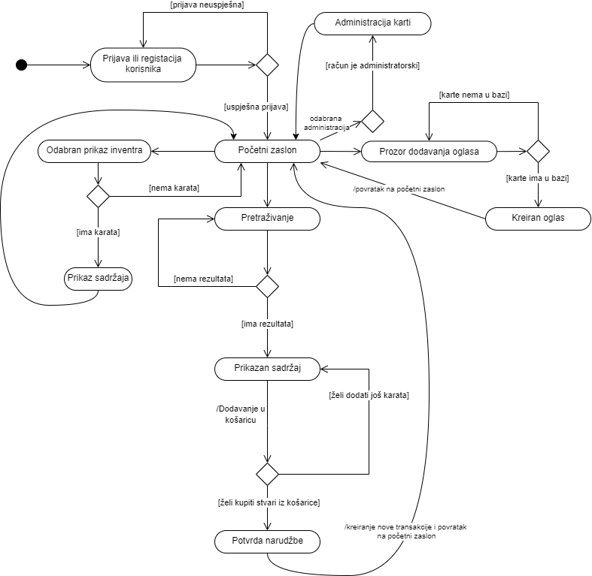 [prijava neuspješna]
Administracija karti
Prijava ili registacija
korisnika
[račun je administratorski]
[karte nema u bazi]
[uspješna prijava]
odabrana
administracija
Odabran prikaz inventra
Početni zaslon
Prozor dodavanja oglasa
[karte ima u bazi]
[nema karata]
/povratak na početni zaslon
Pretraživanje
Kreiran oglas
[ima karata]
Prikaz sadržaja
[nema rezultata]
[ima rezultata]
Prikazan sadržaj
[želi dodati još karata]
/Dodavanje u
košaricu
[želi kupiti stvari iz košarice]
/kreiranje nove transakcije i povratak
na početni zaslon
Potvrda narudžbe